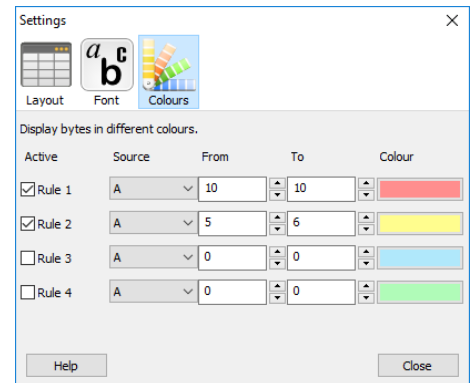 Settings
a b c
Layout Font Colours
Display bytes in different colours.
Active Source From To Colour
Rule 1 A 10 10
Rule 2 A 5 6
Rule 3 A 0 0
Rule 4 A 0 0
Help Close